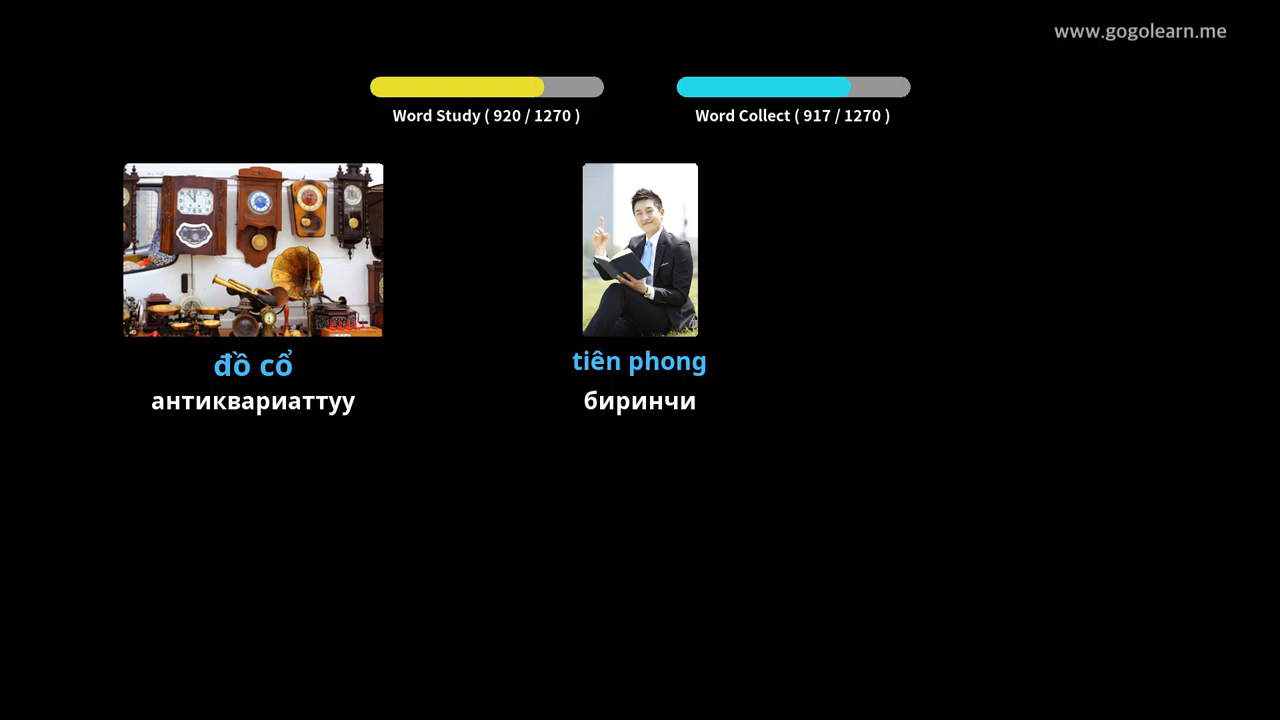 www.gogolearn.me
Word Study ( 920 / 1270 )
Word Collect ( 917 / 1270 )
đồ cổ
антиквариаттуу
tiên phong
биринчи